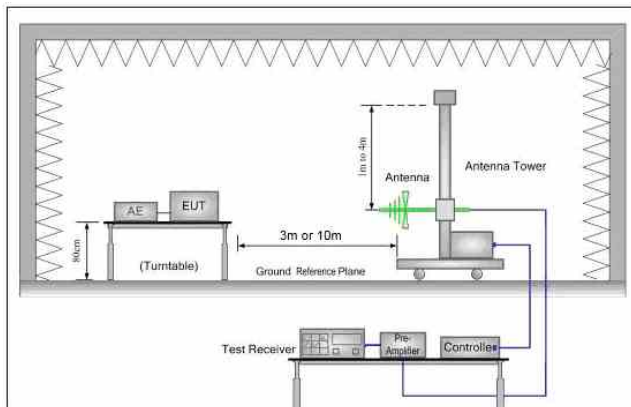 1m to 4m
Antenna
Antenna Tower
AE
EUT
80cm
(Turntable)
3m or 10m
Ground Reference Plane
Test Receiver
Pre-
Amplifier
Controlle